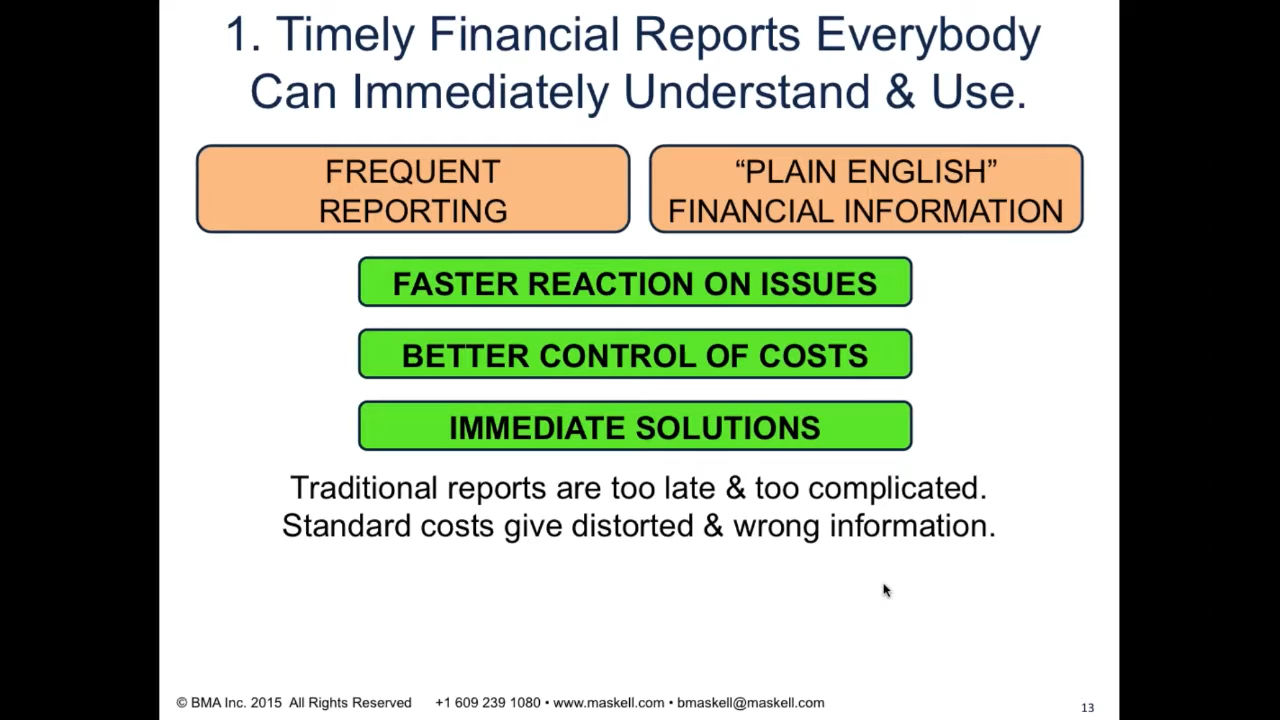 1. Timely Financial Reports Everybody
Can Immediately Understand & Use.
FREQUENT
REPORTING
“PLAIN ENGLISH”
FINANCIAL INFORMATION
FASTER REACTION ON ISSUES
BETTER CONTROL OF COSTS
IMMEDIATE SOLUTIONS
Traditional reports are too late & too complicated.
Standard costs give distorted & wrong information.
© BMA Inc. 2015 All Rights Reserved +1 609 239 1080 • www.maskell.com • bmaskell@maskell.com
13